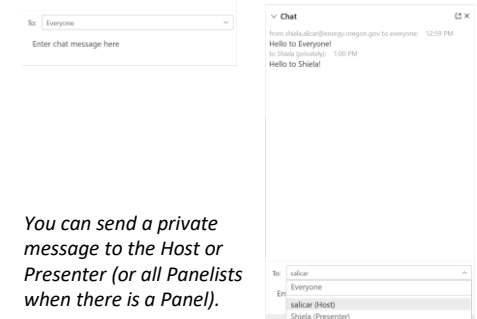 To: Everyone
Enter chat message here
Chat
from shiela.alicar@energy.oregon.gov to everyone: 12:59 PM
Hello to Everyone!
to Shiela (privately): 1:00 PM
Hello to Shiela!
You can send a private
message to the Host or
Presenter (or all Panelists
when there is a Panel).
To: salicar
Everyone
En
salicar (Host)
Shiela (Presenter)